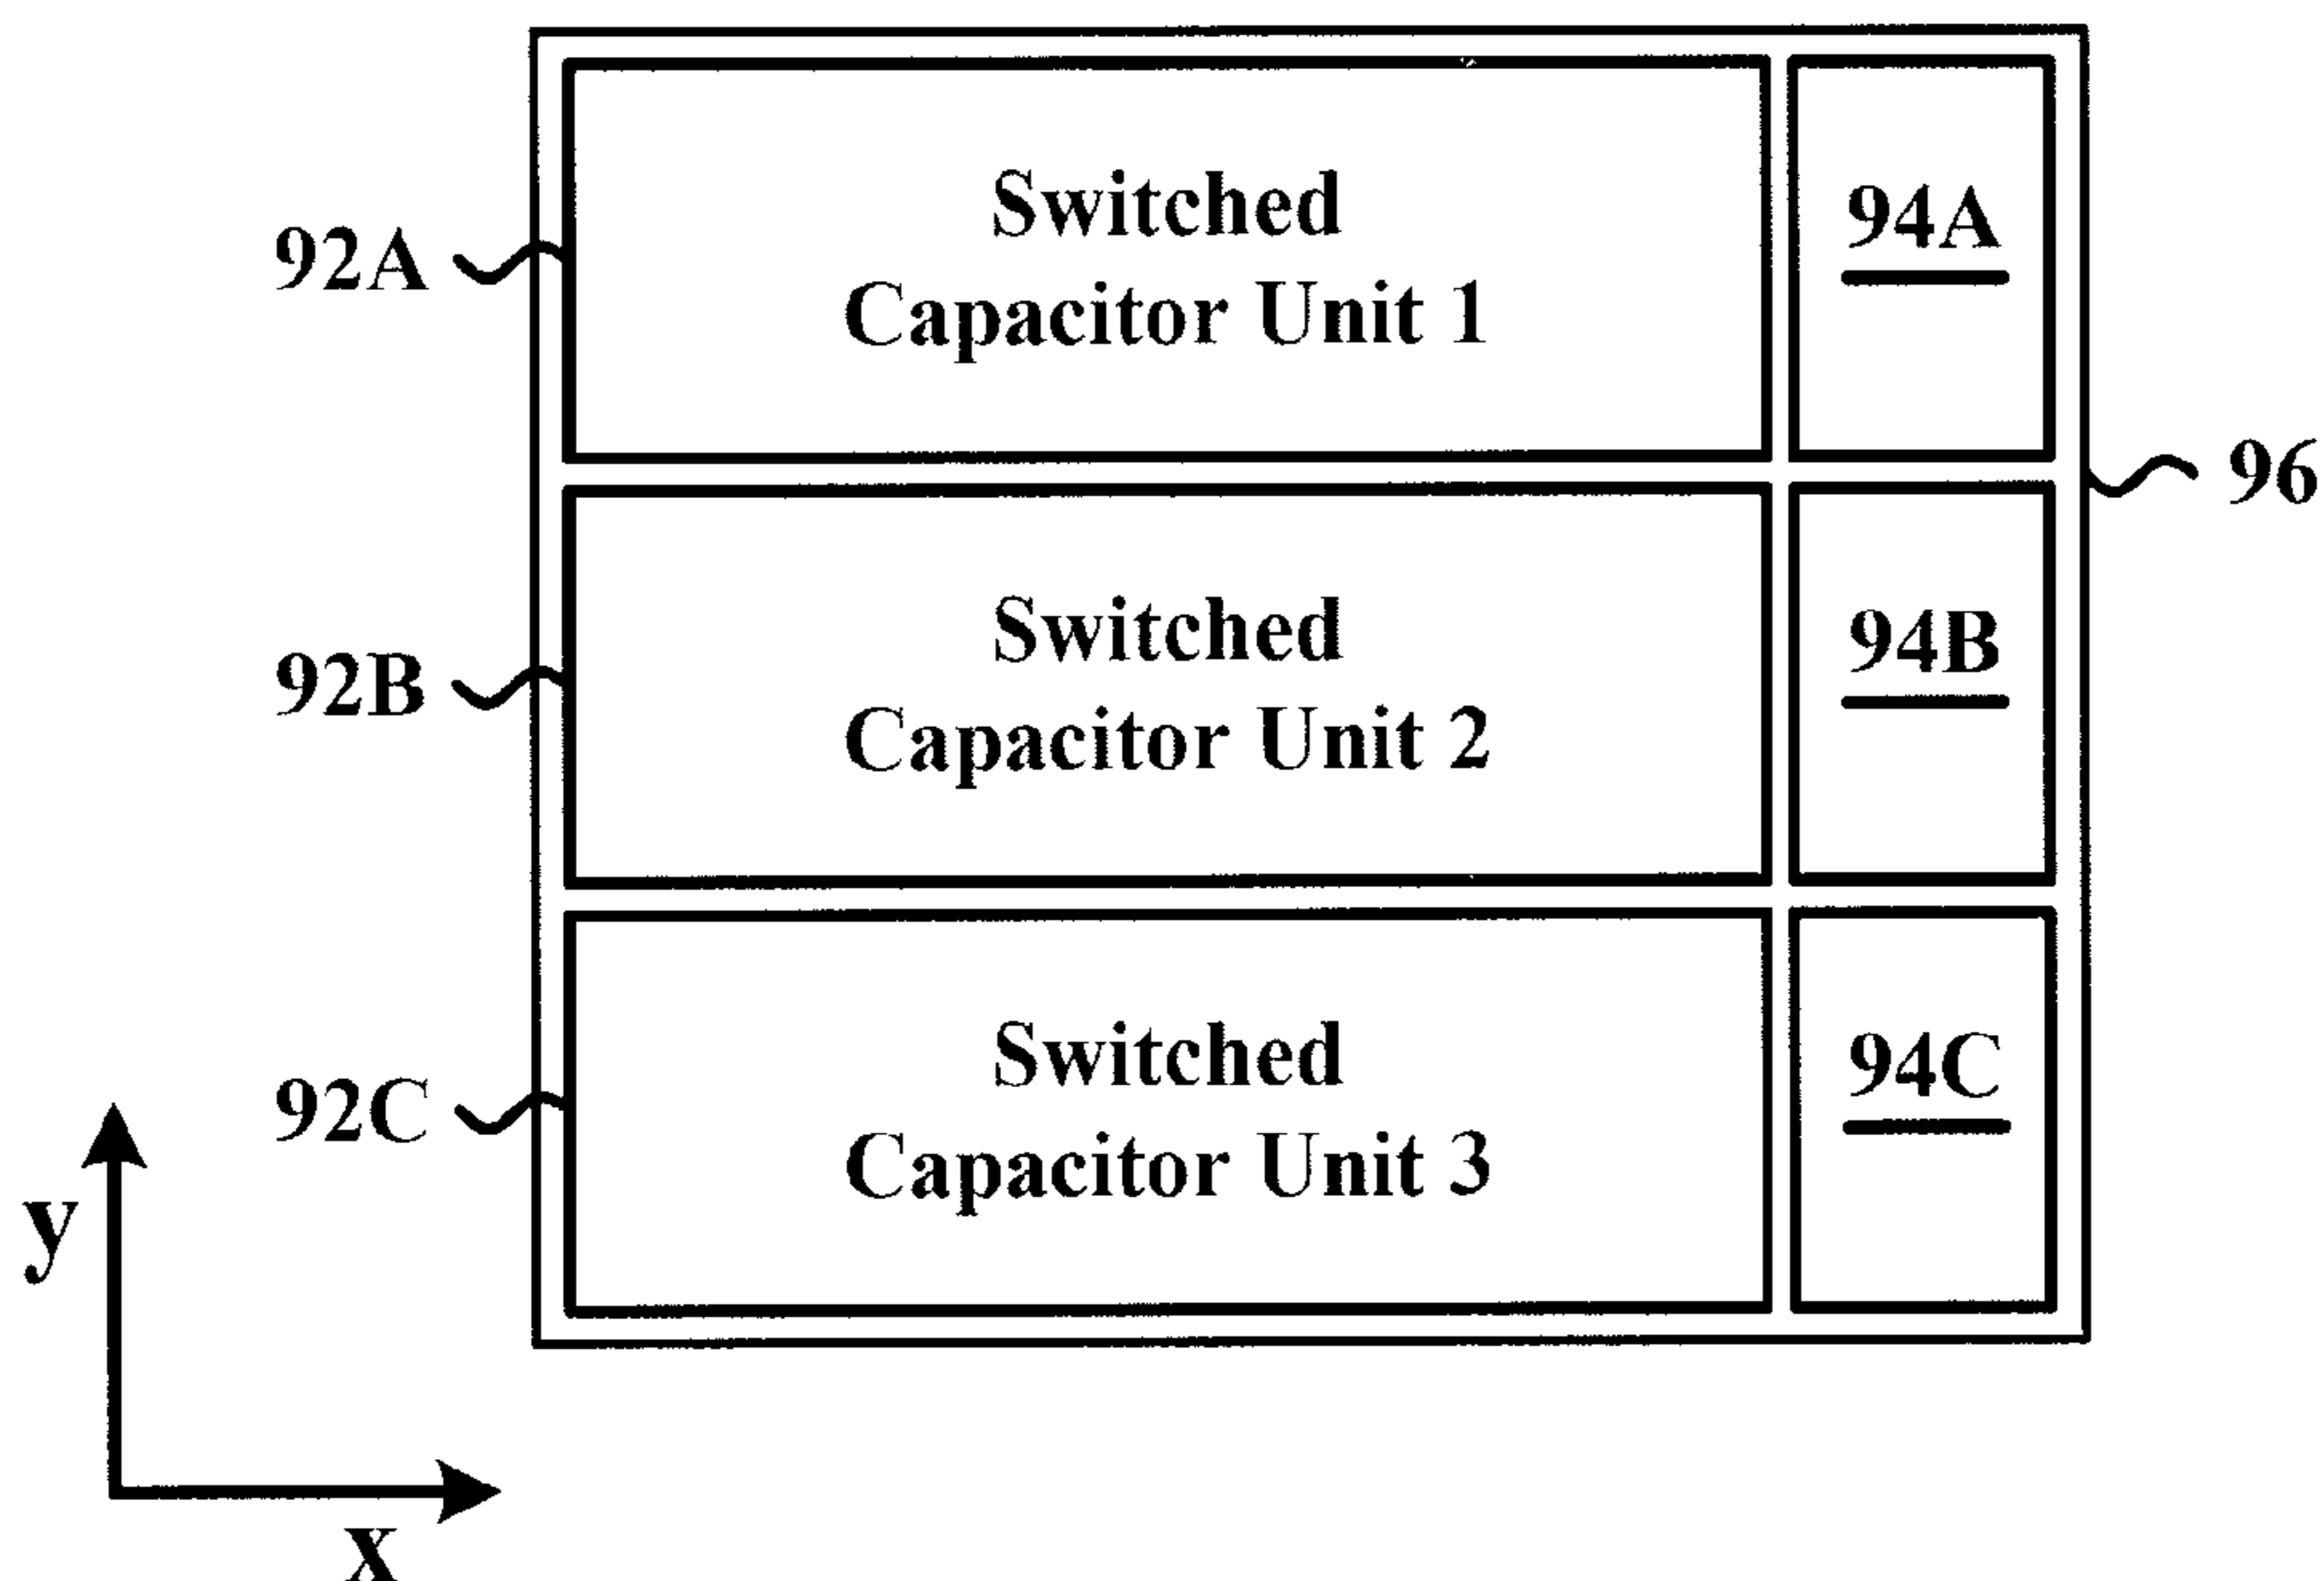 92A
Switched
Capacitor Unit 1
94A
96
92B
Switched
Capacitor Unit 2
94B
92C
Switched
Capacitor Unit 3
94C
y
x